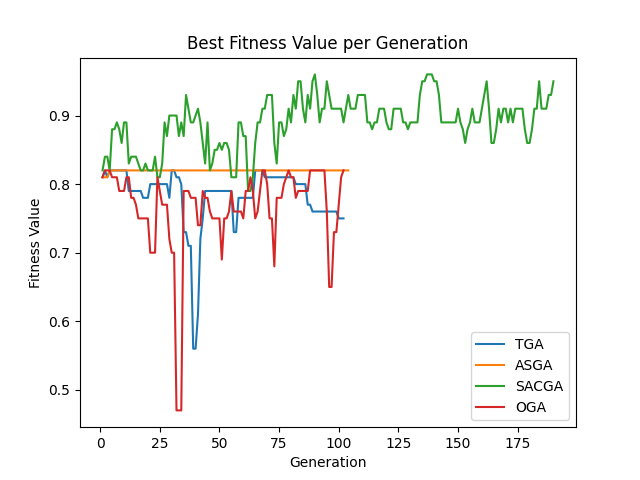 Best Fitness Value per Generation
Fitness Value
0.9
0.8
0.7
0.6
0.5
0 25 50 75 100 125 150 175
Generation
TGA
ASGA
SACGA
OGA